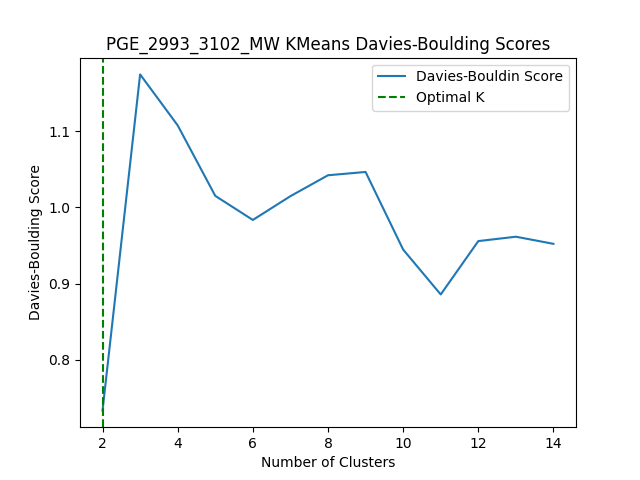 PGE_2993_3102_MW KMeans Davies-Boulding Scores
Davies-Bouldin Score
Optimal K
Davies-Boulding Score
1.1
1.0
0.9
0.8
2
4
6
8
10
12
14
Number of Clusters